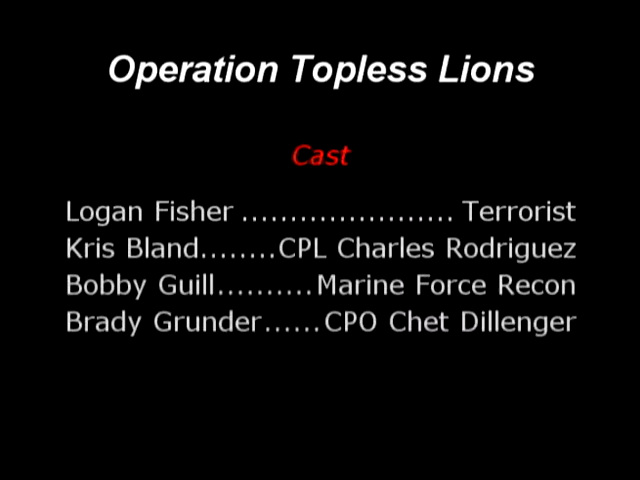 Operation Topless Lions
Cast
Logan Fisher ...................... Terrorist
Kris Bland........CPL Charles Rodriguez
Bobby Guill..........Marine Force Recon
Brady Grunder......CPO Chet Dillenger